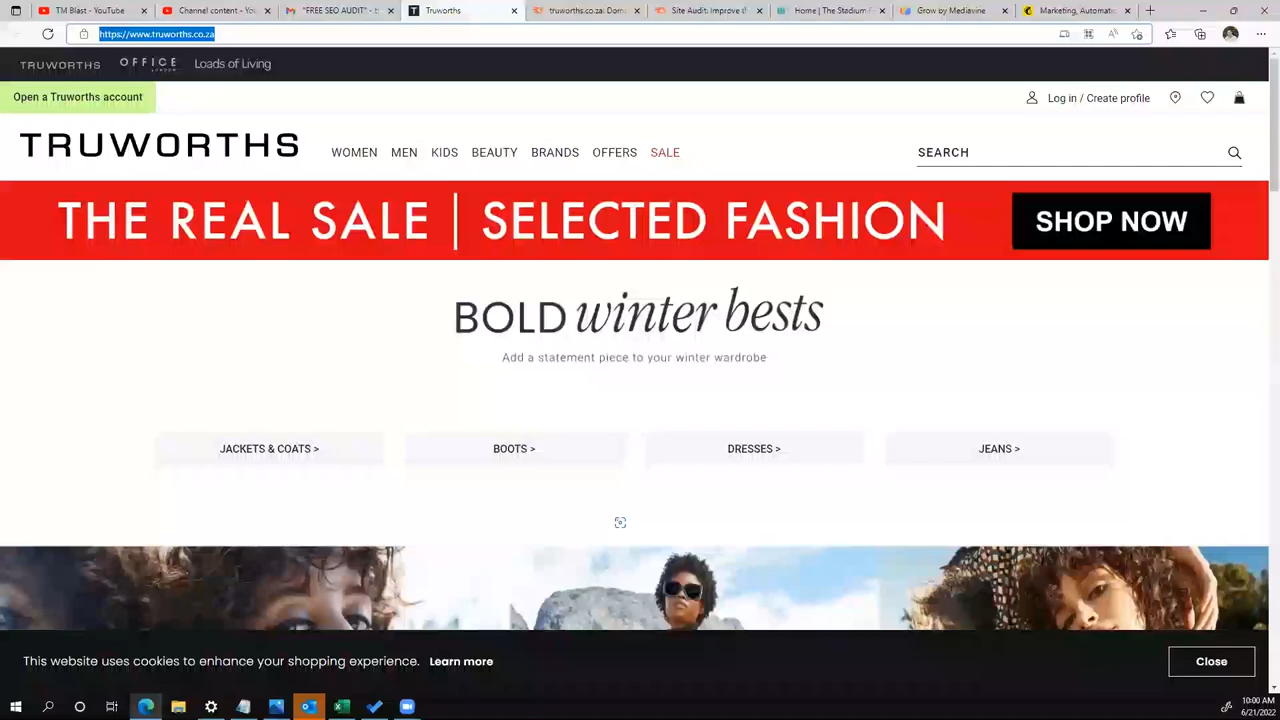 TM Blast - YouTube
Channel content - Yo
"FREE SEO AUDIT" - t
Truworths
truworths.co.za: Dom
Site Audit: Improve th
Home | The Stadium
Grow by Mediavine
Marketing, Automatic
https://www.truworths.co.za
TRUWORTHS
OFFICE
LONDON
Loads of Living
Open a Truworths account
Log in / Create profile
TRUWORTHS
WOMEN
MEN
KIDS
BEAUTY
BRANDS
OFFERS
SALE
SEARCH
THE REAL SALE | SELECTED FASHION
SHOP NOW
BOLD winter bests
Add a statement piece to your winter wardrobe
JACKETS & COATS >
BOOTS >
DRESSES >
JEANS >
This website uses cookies to enhance your shopping experience. Learn more
Close
10:00 AM
6/21/2022